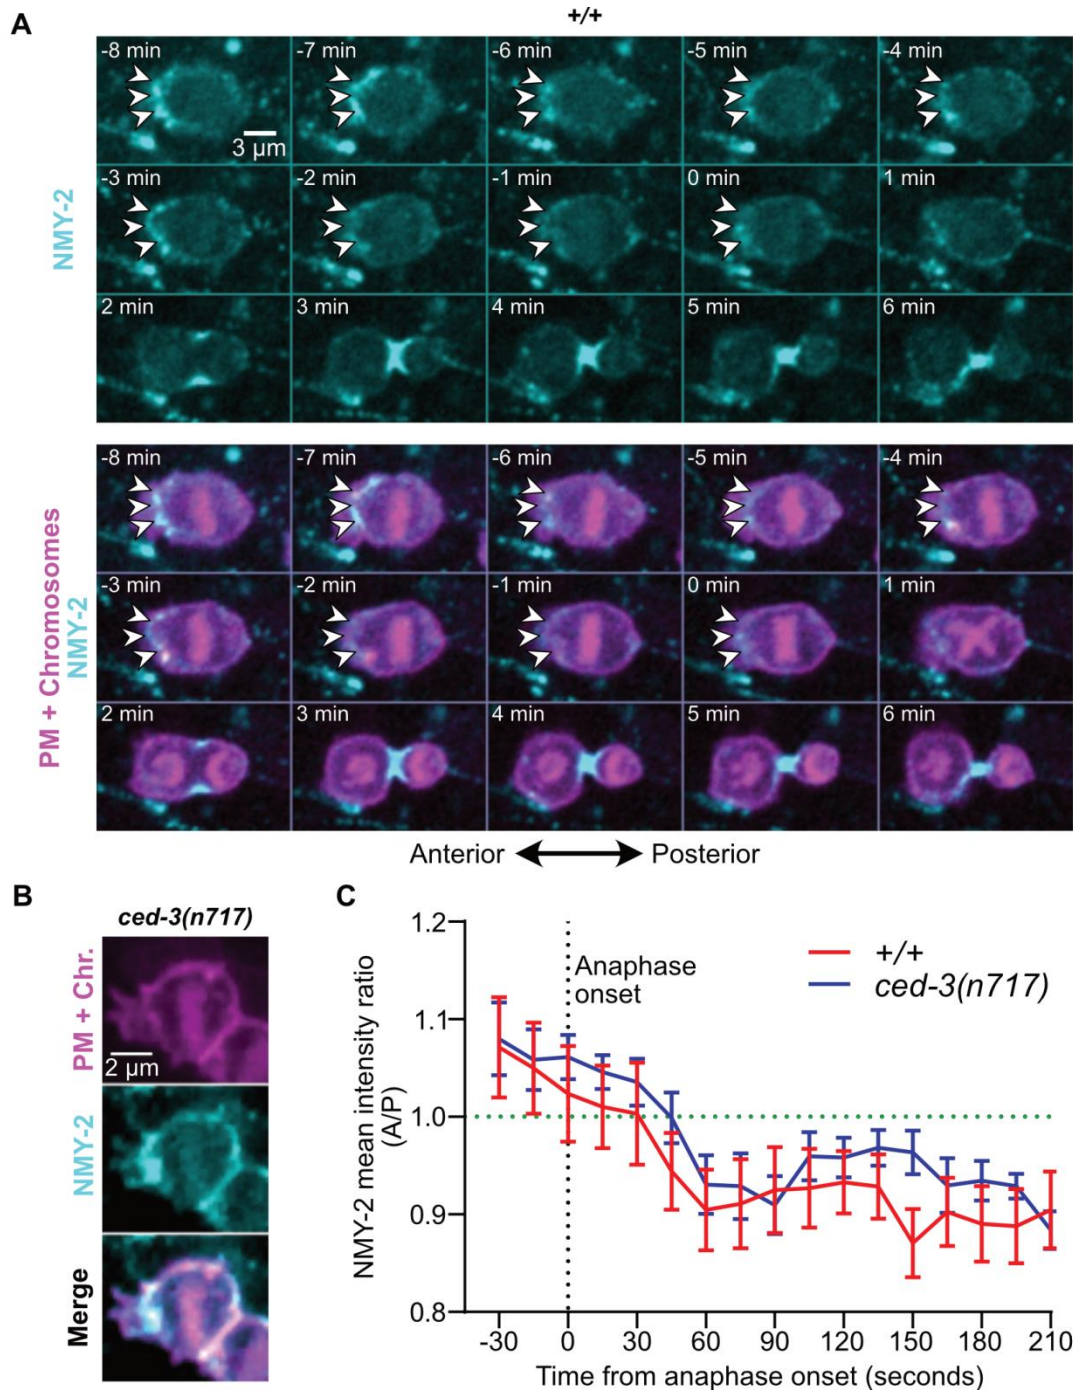 A
+/+
NMY-2
-8 min
-7 min
-6 min
-5 min
-4 min
3 µm
-3 min
-2 min
-1 min
0 min
1 min
2 min
3 min
4 min
5 min
6 min
PM + Chromosomes
NMY-2
-8 min
-7 min
-6 min
-5 min
-4 min
-3 min
-2 min
-1 min
0 min
1 min
2 min
3 min
4 min
5 min
6 min
Anterior
Posterior
B
ced-3(n717)
PM + Chr.
2 µm
NMY-2
Merge
C
NMY-2 mean intensity ratio
(A/P)
1.2
1.1
1.0
0.9
0.8
Anaphase
onset
+/+
ced-3(n717)
-30 0 30 60 90 120 150 180 210
Time from anaphase onset (seconds)